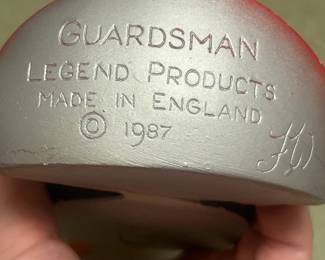 GUARDSMAN
LEGEND PRODUCTS
MADE IN ENGLAND
© 1987